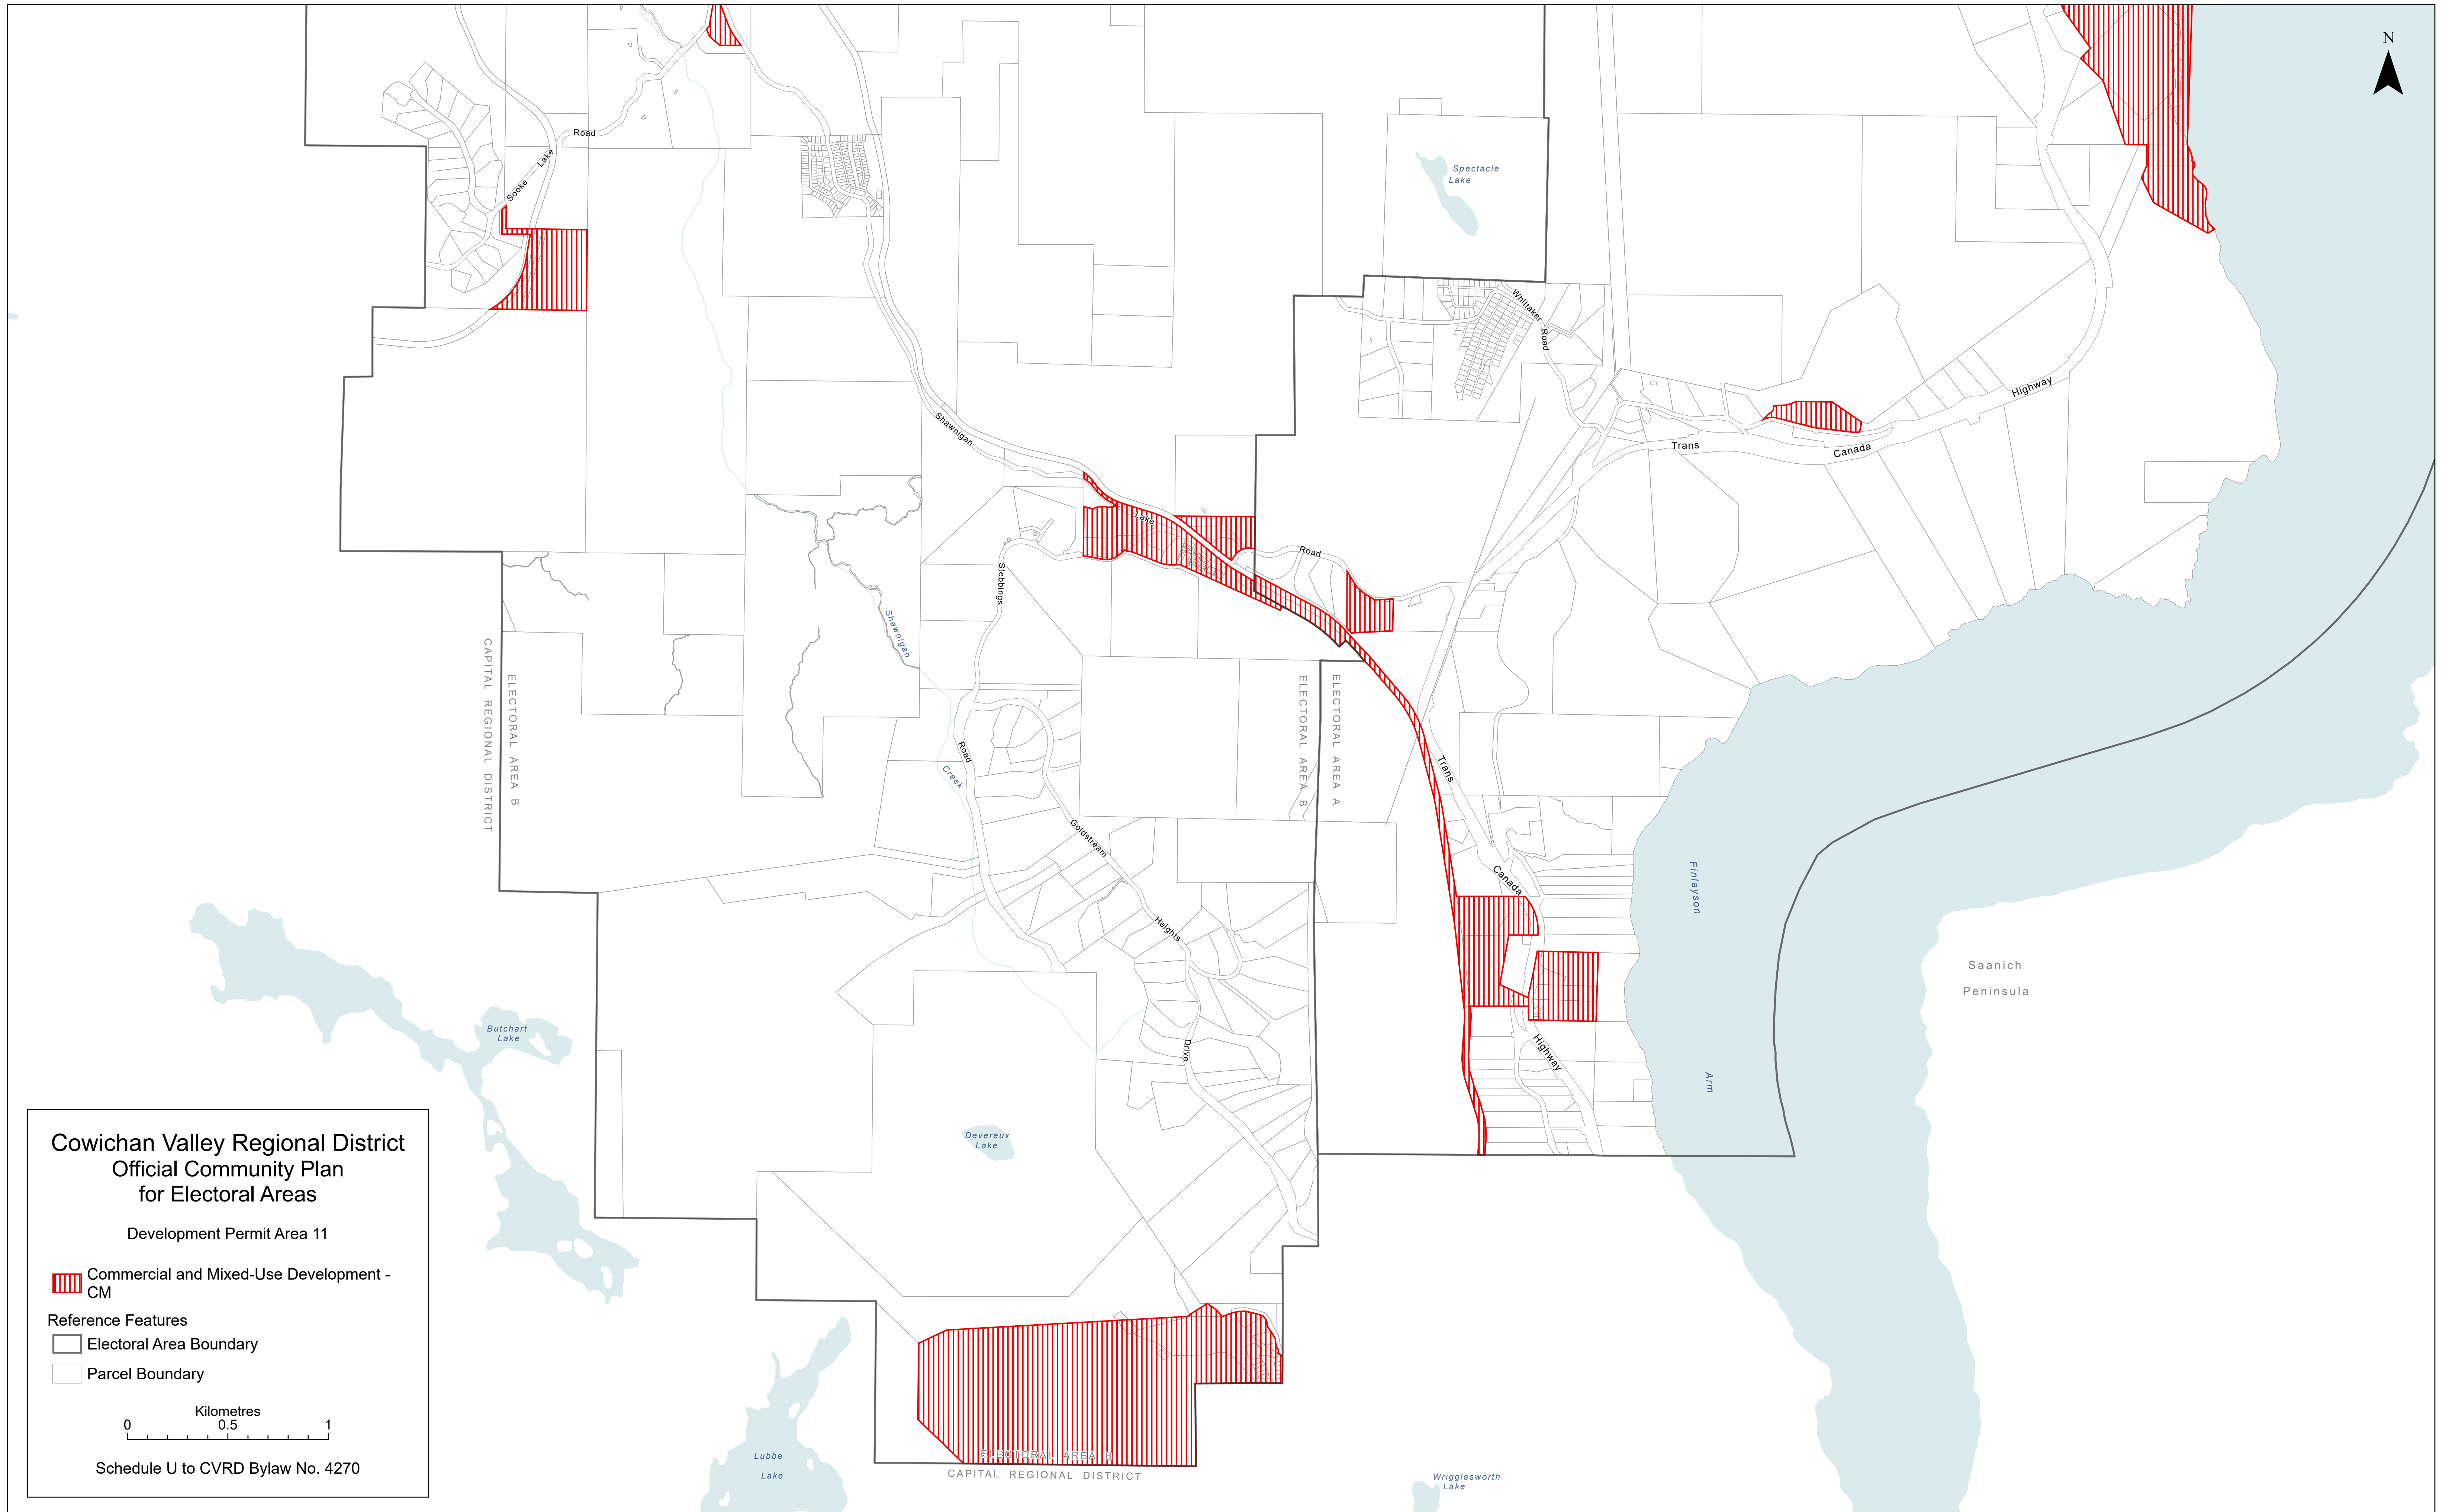 N
Road
Lake
Sooke
Spectacle
Lake
Whittaker
Road
Highway
Shawnigan
Trans
Canada
Lake
Road
Stebbings
Shawnigan
CAPITAL REGIONAL DISTRICT
ELECTORAL AREA B
ELECTORAL AREA B
ELECTORAL AREA A
Road
Creek
Trans
Goldstream
Canada
Finlayson
Heights
Saanich
Peninsula
Butchart
Lake
Drive
Highway
Arm
Devereux
Lake
Cowichan Valley Regional District
Official Community Plan
for Electoral Areas
Development Permit Area 11
Commercial and Mixed-Use Development -
CM
Reference Features
Electoral Area Boundary
Parcel Boundary
Kilometres
0 0.5 1
Schedule U to CVRD Bylaw No. 4270
Lubbe
Lake
ELECTORAL AREA B
CAPITAL REGIONAL DISTRICT
Wrigglesworth
Lake